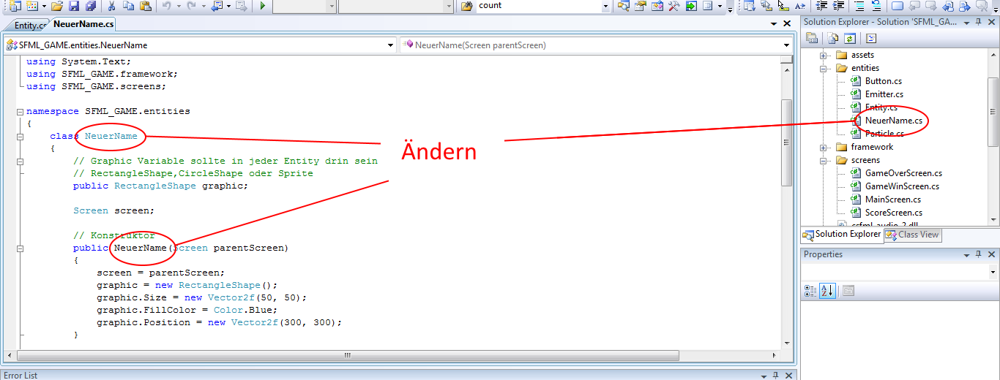 count
Entity.cs
NeuerName.cs
SFML_GAME.entities.NeuerName
NeuerName(Screen parentScreen)
using System.Text;
using SFML_GAME.framework;
using SFML_GAME.screens;
namespace SFML_GAME.entities
{
class NeuerName
{
// Graphic Variable sollte in jeder Entity drin sein
// RectangleShape,CircleShape oder Sprite
public RectangleShape graphic;
Screen screen;
// Konstruktor
public NeuerName(Screen parentScreen)
{
screen = parentScreen;
graphic = new RectangleShape();
graphic.Size = new Vector2f(50, 50);
graphic.FillColor = Color.Blue;
graphic.Position = new Vector2f(300, 300);
}
Ändern
Error List
Solution Explorer - Solution 'SFML_GA...
assets
entities
Button.cs
Emitter.cs
Entity.cs
NeuerName.cs
Particle.cs
framework
screens
GameOverScreen.cs
GameWinScreen.cs
MainScreen.cs
ScoreScreen.cs
csfml-audio-2.dll
Solution Explorer
Class View
Properties